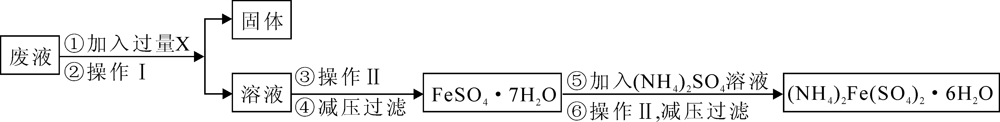 废液
①加入过量X
②操作Ⅰ
固体
溶液
③操作Ⅱ
④减压过滤
FeSO₄·7H₂O
⑤加入(NH₄)₂SO₄溶液
⑥操作Ⅱ,减压过滤
(NH₄)₂Fe(SO₄)₂·6H₂O